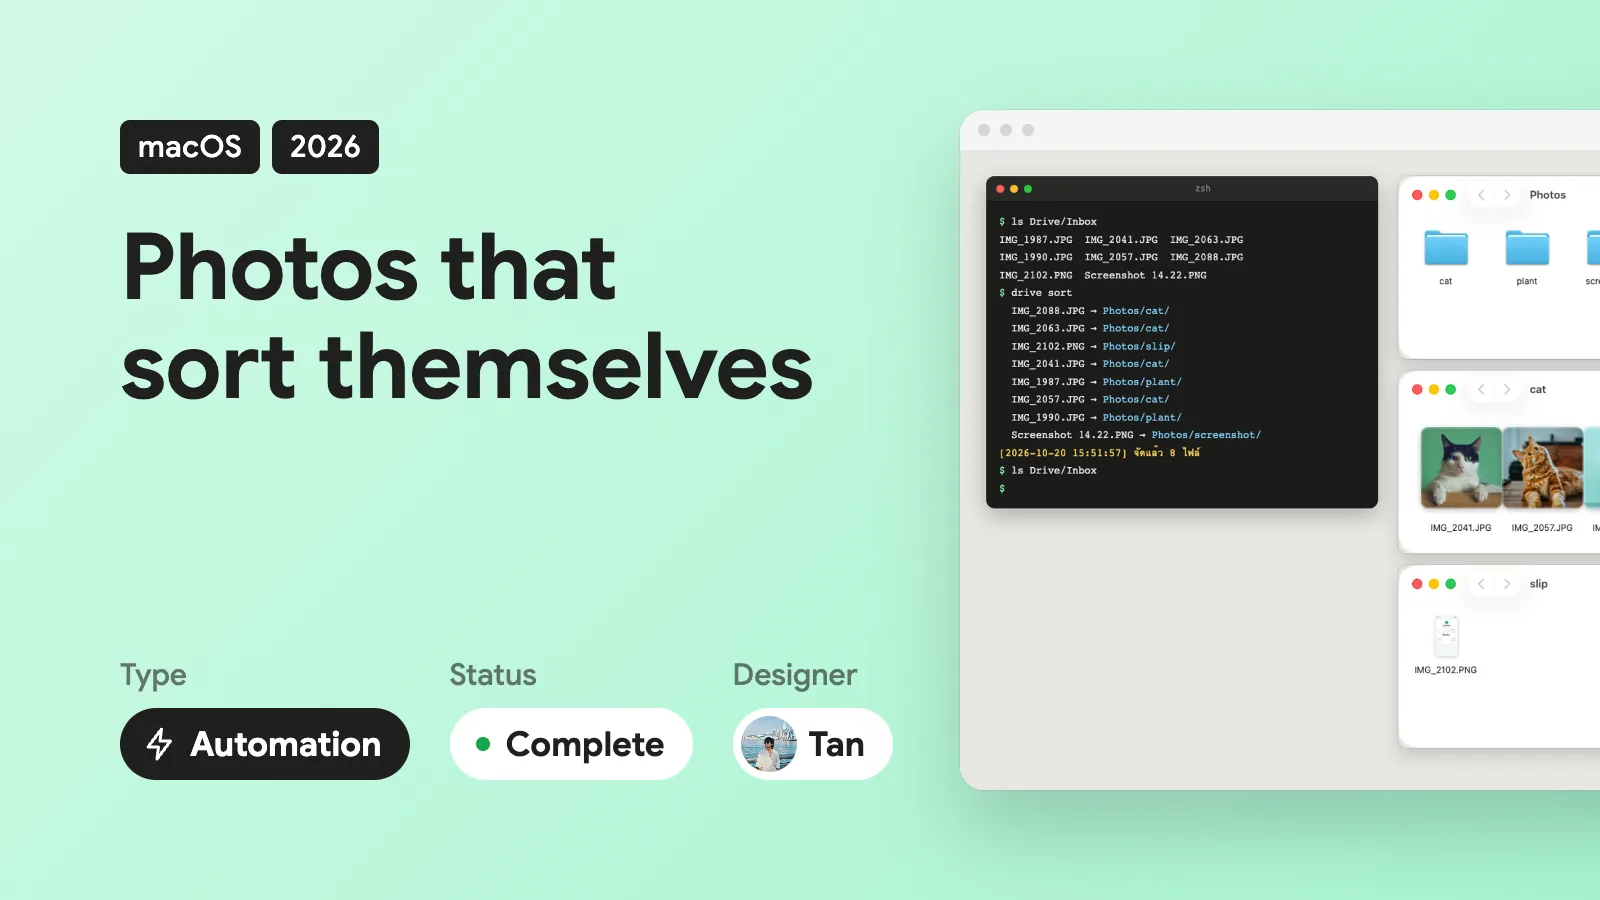 macOS
2026
Photos that
sort themselves
Type
Automation
Status
Complete
Designer
Tan
zsh
$ ls Drive/Inbox
IMG_1987.JPG IMG_2041.JPG IMG_2063.JPG
IMG_1990.JPG IMG_2057.JPG IMG_2088.JPG
IMG_2102.PNG Screenshot 14.22.PNG
$ drive sort
IMG_2088.JPG → Photos/cat/
IMG_2063.JPG → Photos/cat/
IMG_2102.PNG → Photos/slip/
IMG_2041.JPG → Photos/cat/
IMG_1987.JPG → Photos/plant/
IMG_2057.JPG → Photos/cat/
IMG_1990.JPG → Photos/plant/
Screenshot 14.22.PNG → Photos/screenshot/
[2026-10-20 15:51:57] จัดแล้ว 8 ไฟล์
$ ls Drive/Inbox
$
Photos
cat
plant
scre
cat
IMG_2041.JPG
IMG_2057.JPG
slip
IMG_2102.PNG